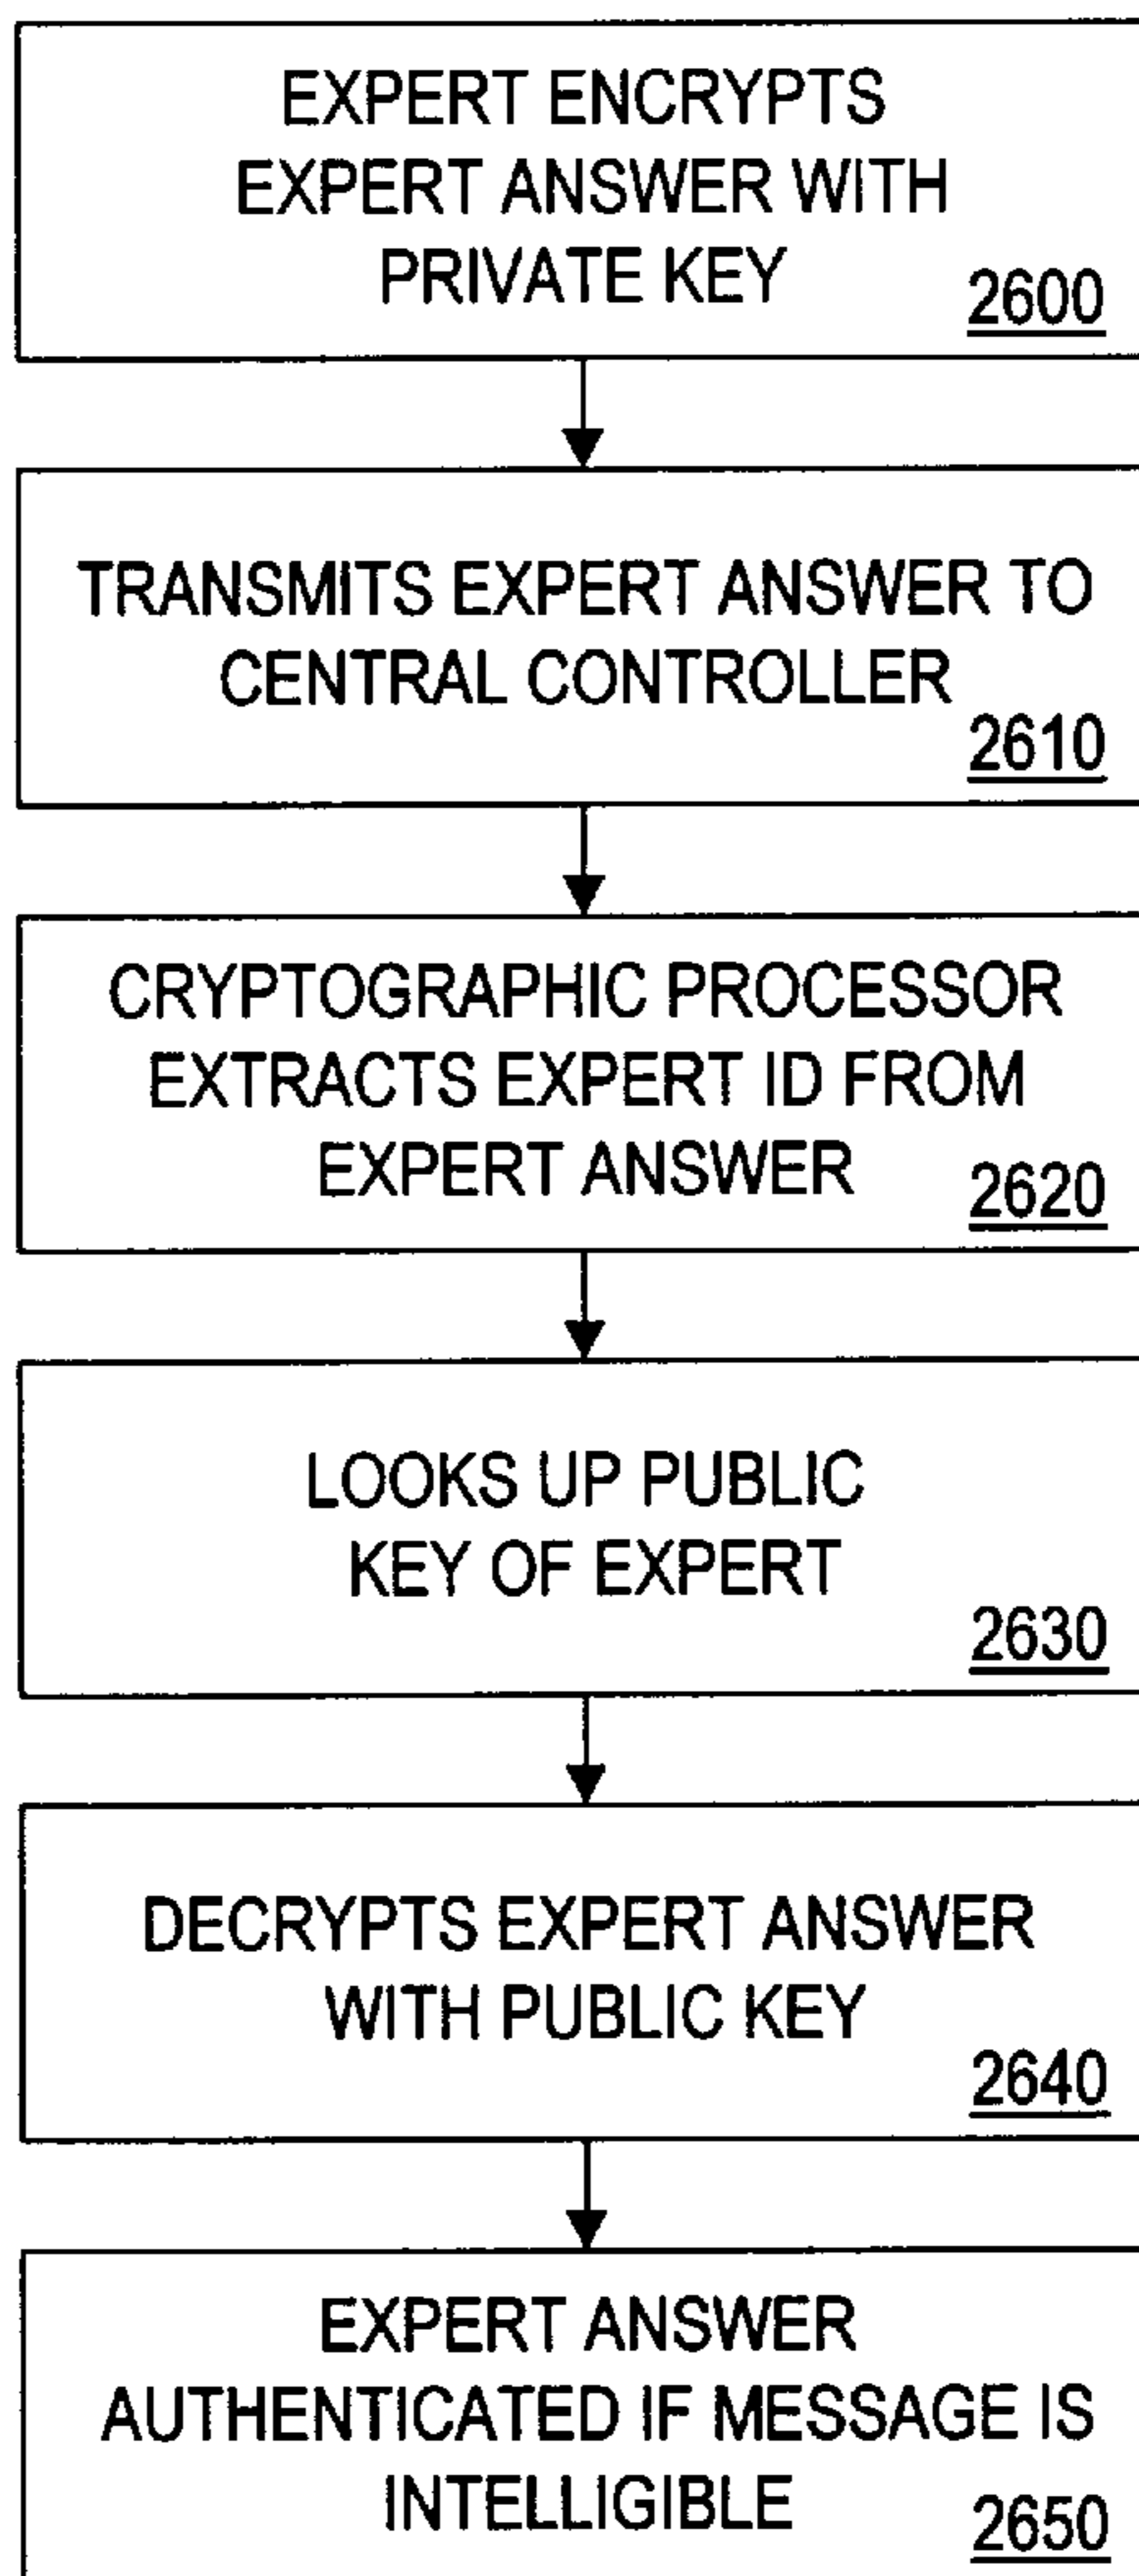 EXPERT ENCRYPTS
EXPERT ANSWER WITH
PRIVATE KEY
2600
TRANSMITS EXPERT ANSWER TO
CENTRAL CONTROLLER
2610
CRYPTOGRAPHIC PROCESSOR
EXTRACTS EXPERT ID FROM
EXPERT ANSWER
2620
LOOKS UP PUBLIC
KEY OF EXPERT
2630
DECRYPTS EXPERT ANSWER
WITH PUBLIC KEY
2640
EXPERT ANSWER
AUTHENTICATED IF MESSAGE IS
INTELLIGIBLE
2650